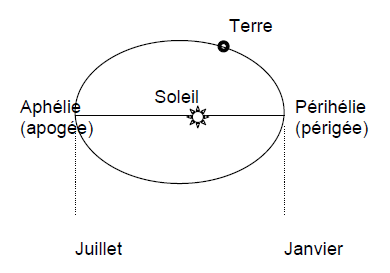 Terre
Soleil
Aphélie
(apogée)
Périhélie
(périgée)
Juillet
Janvier